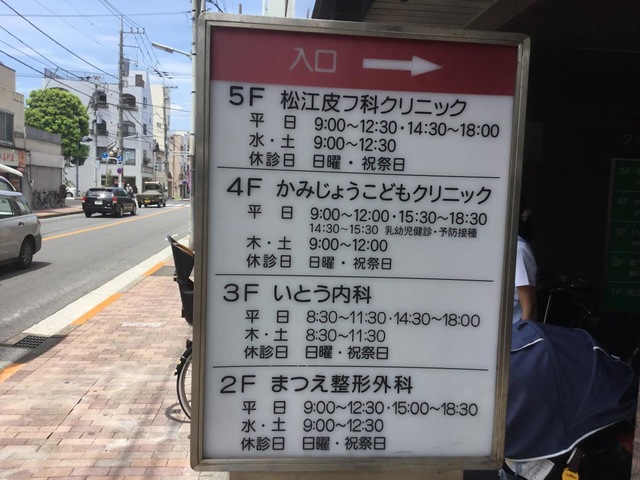 入口
5F 松江皮フ科クリニック
平 日 9:00〜12:30・14:30〜18:00
水・土 9:00〜12:30
休診日 日曜・祝祭日
4F かみじょうこどもクリニック
平 日 9:00〜12:00・15:30〜18:30
14:30〜15:30 乳幼児健診・予防接種
木・土 9:00〜12:00
休診日 日曜・祝祭日
3F いとう内科
平 日 8:30〜11:30・14:30〜18:00
木・土 8:30〜11:30
休診日 日曜・祝祭日
2F まつえ整形外科
平 日 9:00〜12:30・15:00〜18:30
水・土 9:00〜12:30
休診日 日曜・祝祭日